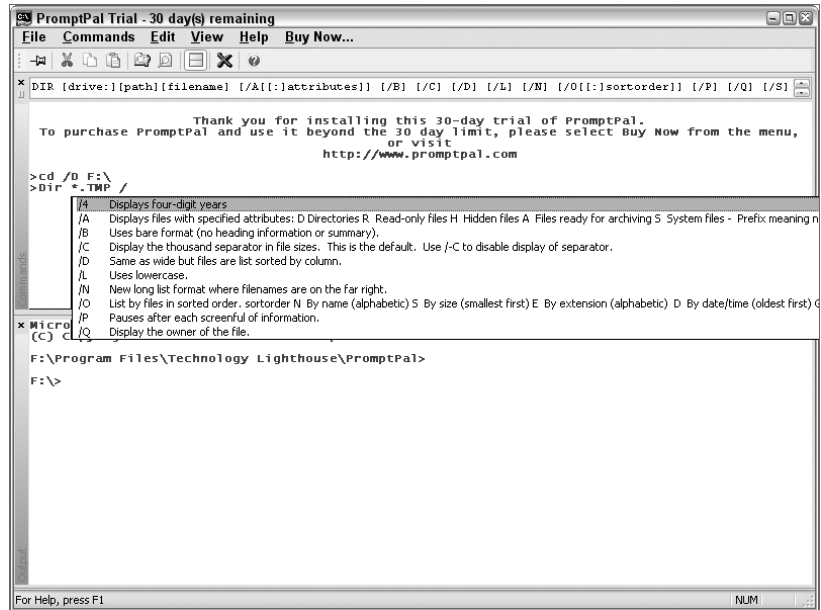 PromptPal Trial - 30 day(s) remaining
File Commands Edit View Help Buy Now...
DIR [drive:][path][filename] [/A[[:]attributes]] [/B] [/C] [/D] [/L] [/N] [/O[[:]sortorder]] [/P] [/Q] [/S]
Thank you for installing this 30-day trial of PromptPal.
To purchase PromptPal and use it beyond the 30 day limit, please select Buy Now from the menu,
or visit
http://www.promptpal.com
>cd /D F:\
>Dir *.TMP /
/4 Displays four-digit years
/A Displays files with specified attributes: D Directories R Read-only files H Hidden files A Files ready for archiving S System files - Prefix meaning n
/B Uses bare format (no heading information or summary).
/C Display the thousand separator in file sizes. This is the default. Use /-C to disable display of separator.
/D Same as wide but files are list sorted by column.
/L Uses lowercase.
/N New long list format where filenames are on the far right.
/O List by files in sorted order. sortorder N By name (alphabetic) S By size (smallest first) E By extension (alphabetic) D By date/time (oldest first) G
/P Pauses after each screenful of information.
/Q Display the owner of the file.
Commands
Micro
(C) C
F:\Program Files\Technology Lighthouse\PromptPal>
F:\>
Output
For Help, press F1
NUM